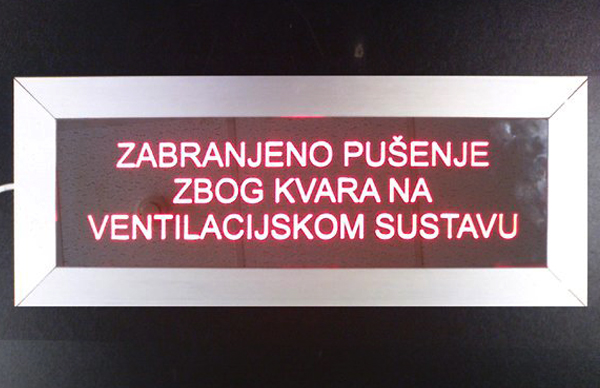 ZABRANJENO PUŠENJE
ZBOG KVARA NA
VENTILACIJSKOM SUSTAVU